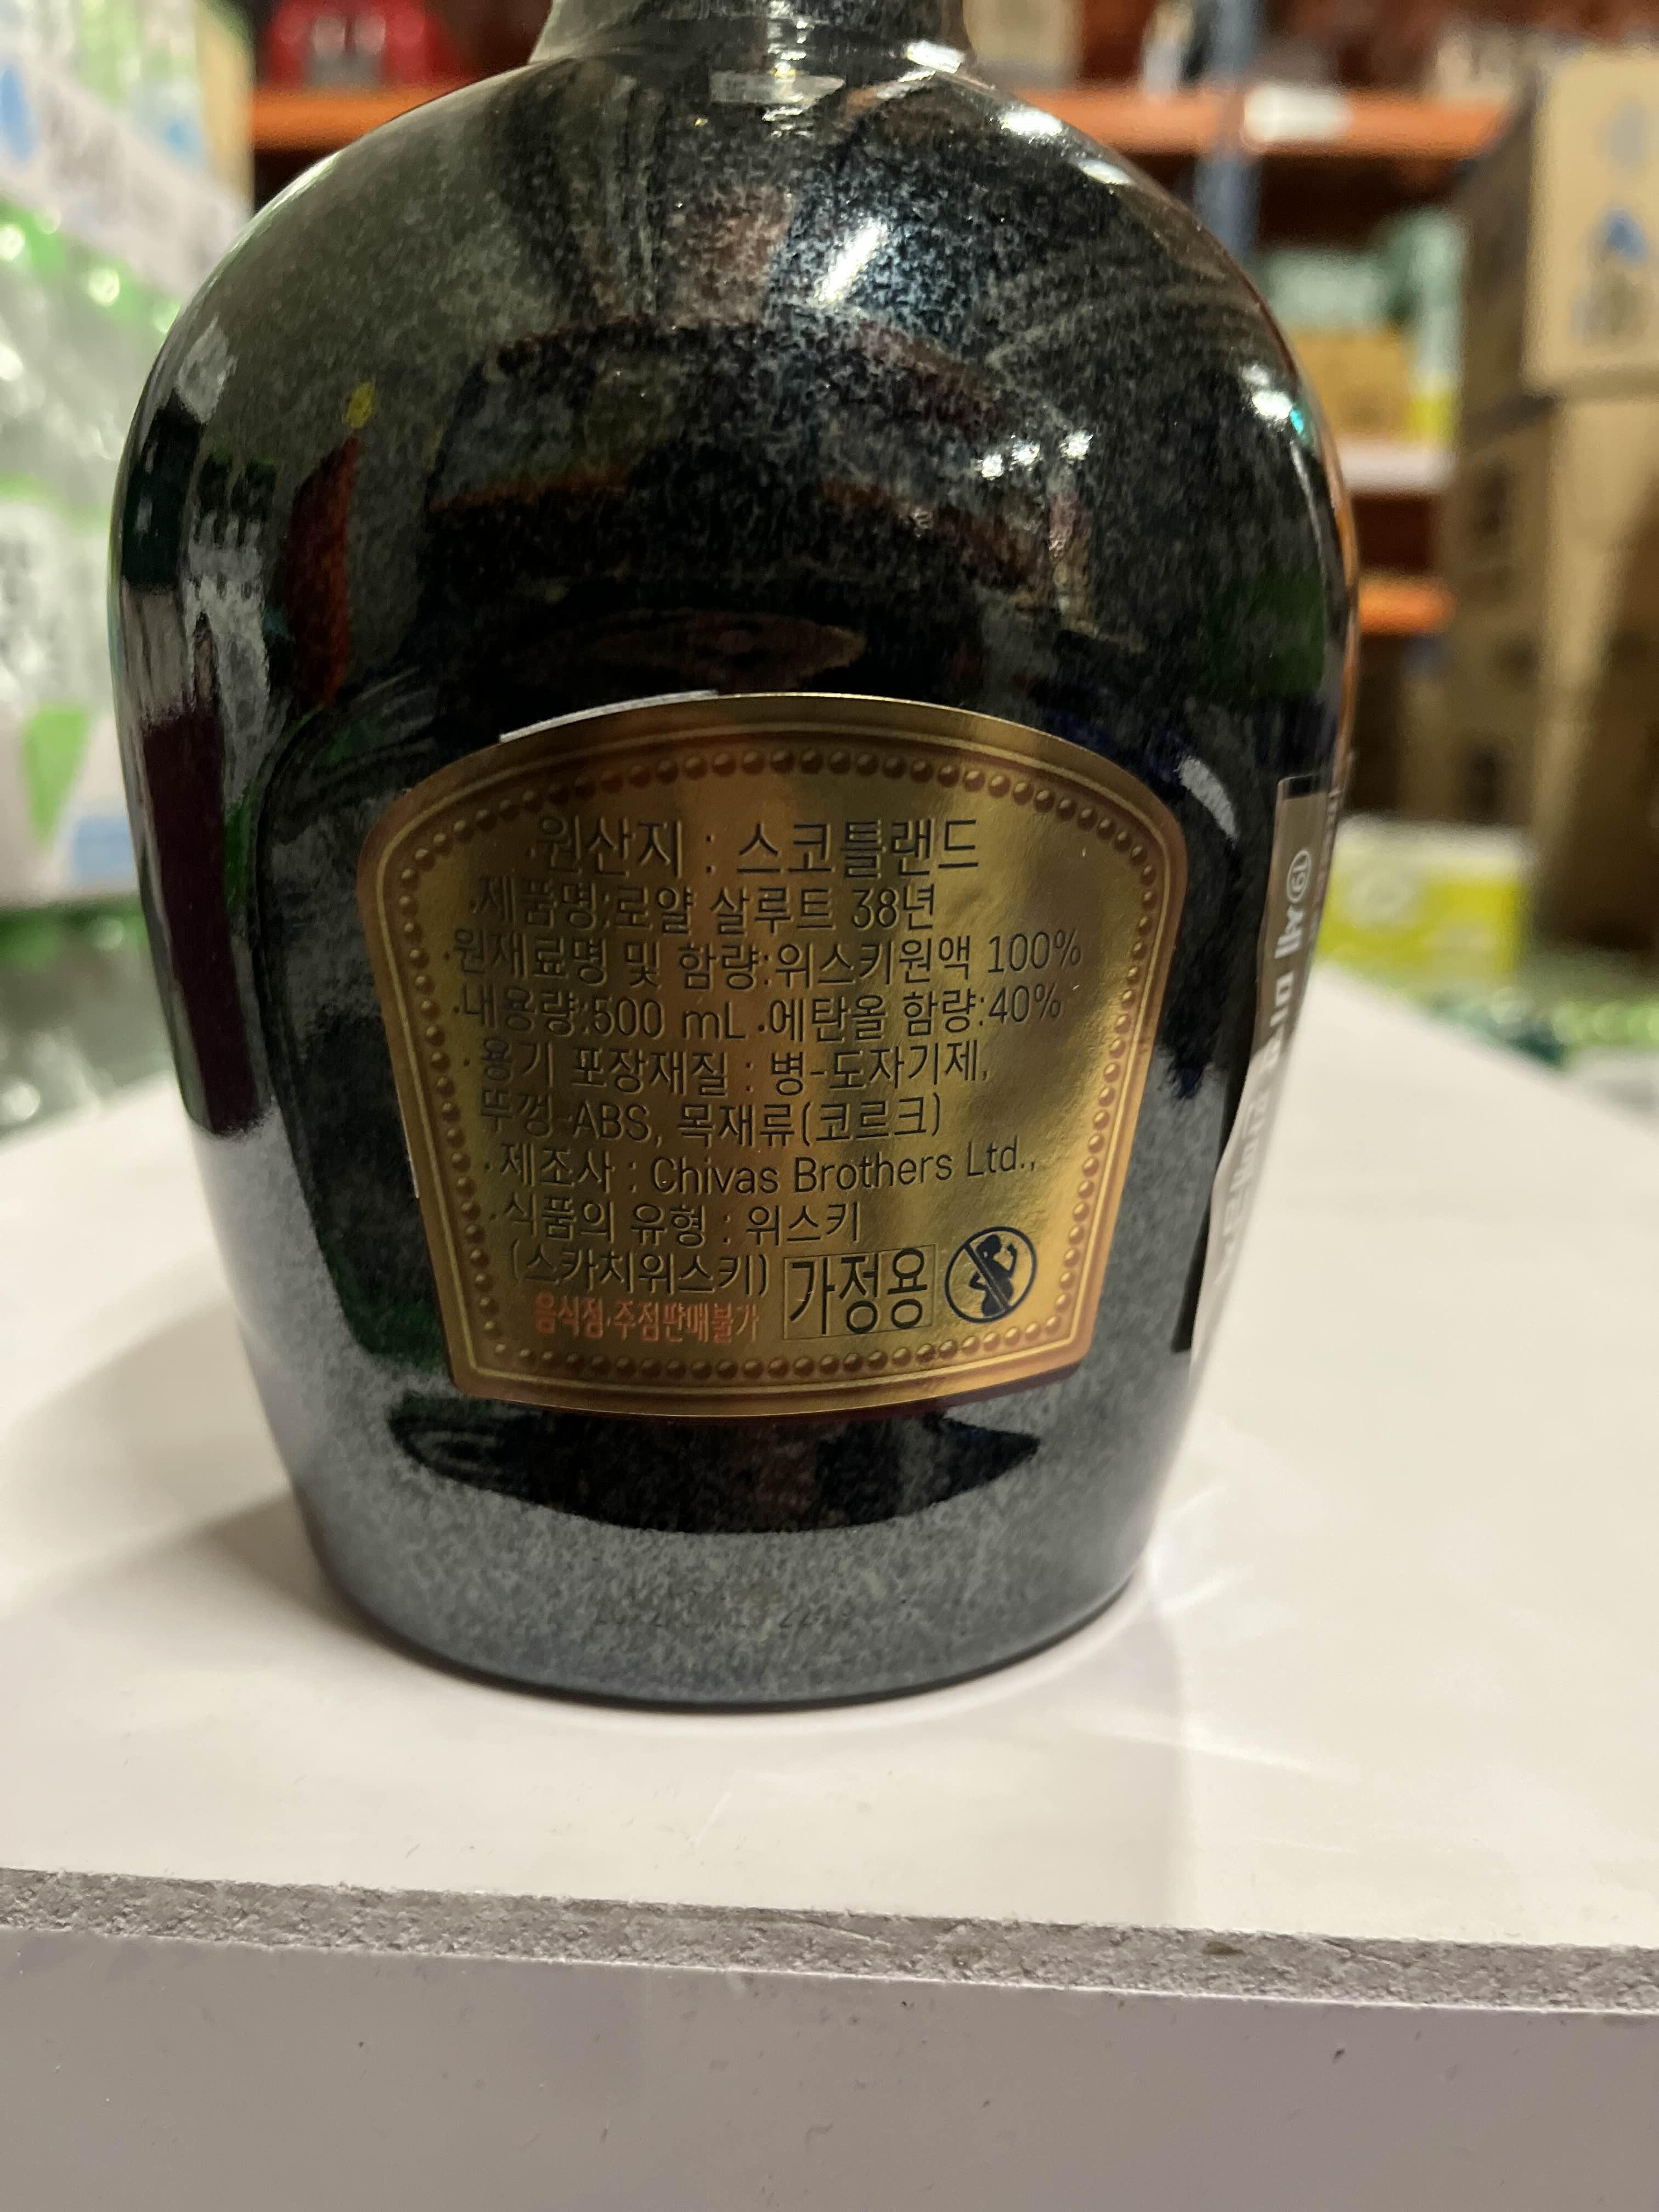 ·원산지 : 스코틀랜드
·제품명:로얄 살루트 38년
·원재료명 및 함량:위스키원액 100%
·내용량:500 mL ·에탄올 함량:40%
·용기 포장재질 : 병-도자기제,
뚜껑-ABS, 목재류(코르크)
·제조사 : Chivas Brothers Ltd.,
·식품의 유형 : 위스키
(스카치위스키) 가정용
음식점·주점판매불가